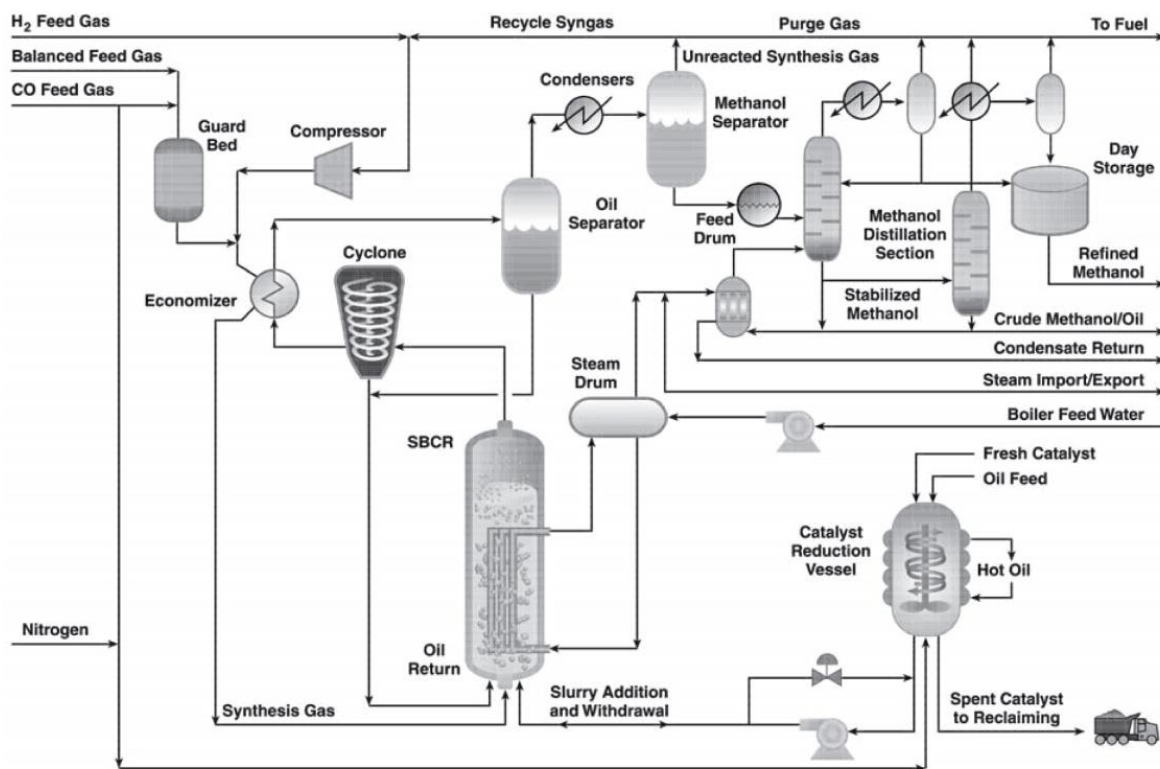 H₂ Feed Gas
Recycle Syngas
Purge Gas
To Fuel
Balanced Feed Gas
Unreacted Synthesis Gas
CO Feed Gas
Condensers
Guard
Bed
Compressor
Methanol
Separator
Day
Storage
Oil
Separator
Feed
Drum
Methanol
Distillation
Section
Cyclone
Refined
Methanol
Economizer
Stabilized
Methanol
Crude Methanol/Oil
Condensate Return
Steam
Drum
Steam Import/Export
Boiler Feed Water
SBCR
Fresh Catalyst
Oil Feed
Catalyst
Reduction
Vessel
Hot Oil
Nitrogen
Oil
Return
Slurry Addition
and Withdrawal
Spent Catalyst
to Reclaiming
Synthesis Gas